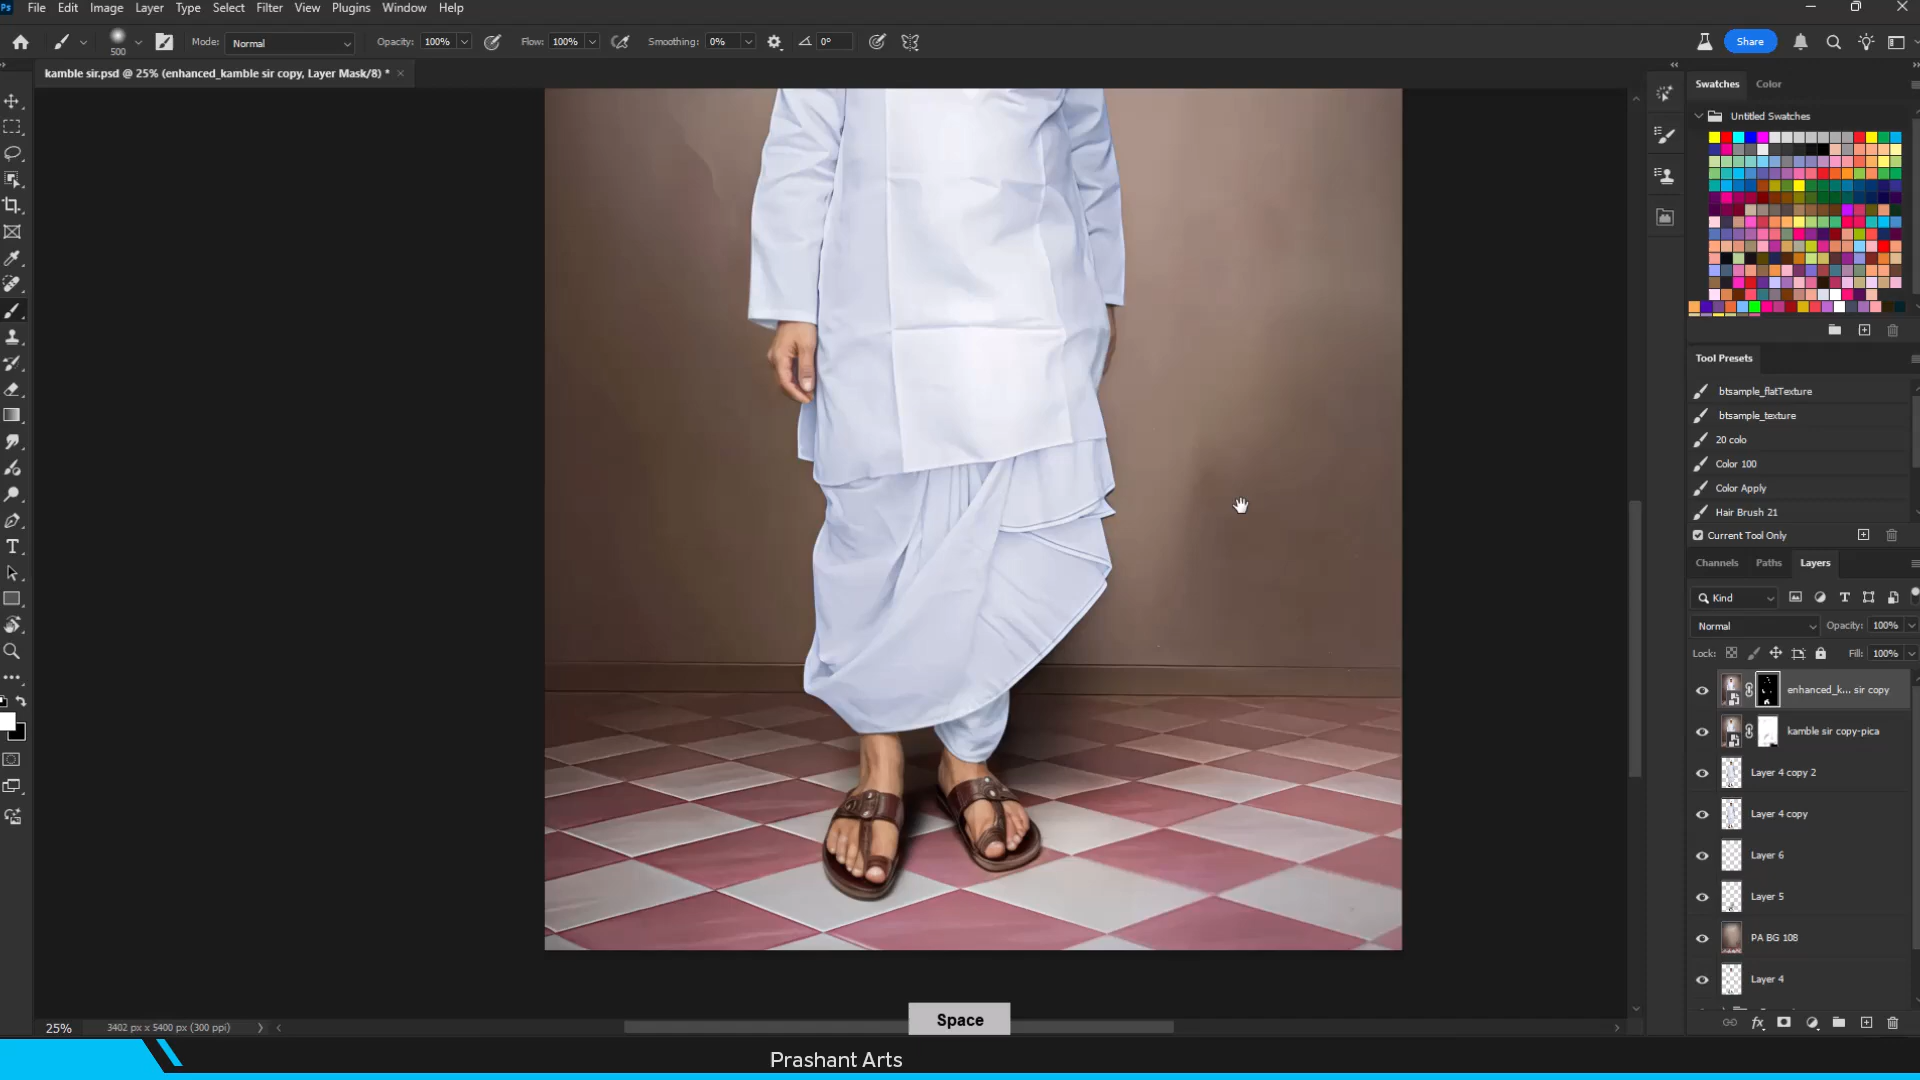 Ps File Edit Image Layer Type Select Filter View Plugins Window Help
500 Mode: Normal Opacity: 100% Flow: 100% Smoothing: 0% 0° Share
kamble sir.psd @ 25% (enhanced_kamble sir copy, Layer Mask/8) *
Swatches Color
Untitled Swatches
Tool Presets
btsample_flatTexture
btsample_texture
20 colo
Color 100
Color Apply
Hair Brush 21
Current Tool Only
Channels Paths Layers
Kind
Normal Opacity: 100%
Lock: Fill: 100%
enhanced_k... sir copy
kamble sir copy-pica
Layer 4 copy 2
Layer 4 copy
Layer 6
Layer 5
PA BG 108
Layer 4
Space
25% 3402 px x 5400 px (300 ppi)
Prashant Arts